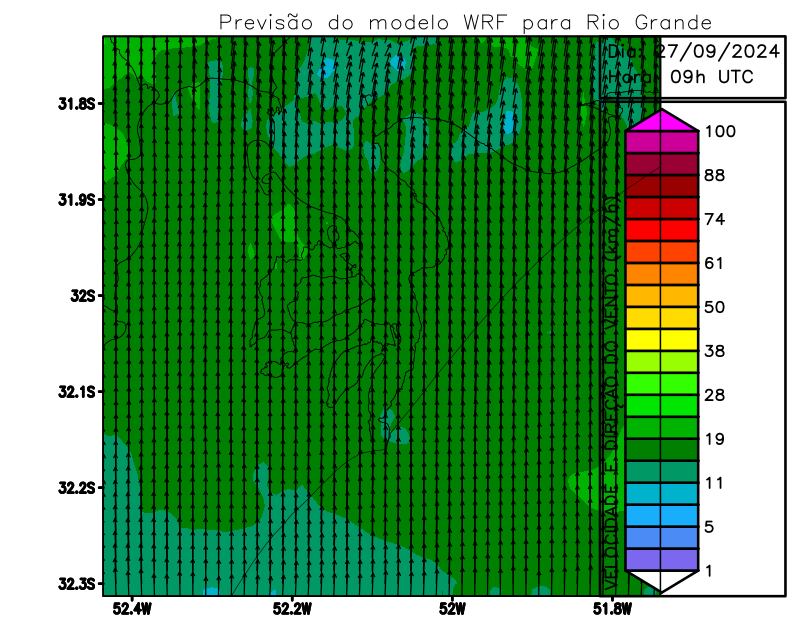 Previsão do modelo WRF para Rio Grande
Dia: 27/09/2024
Hora: 09h UTC
31.8S
31.9S
32S
32.1S
32.2S
32.3S
52.4W
52.2W
52W
51.8W
VELOCIDADE E DIREÇÃO DO VENTO (km/h)
100
88
74
61
50
38
28
19
11
5
1